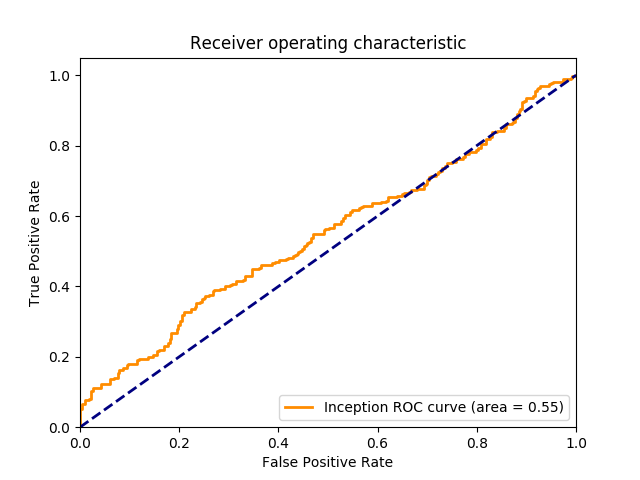 Receiver operating characteristic
True Positive Rate
1.0
0.8
0.6
0.4
0.2
0.0
Inception ROC curve (area = 0.55)
0.0 0.2 0.4 0.6 0.8 1.0
False Positive Rate